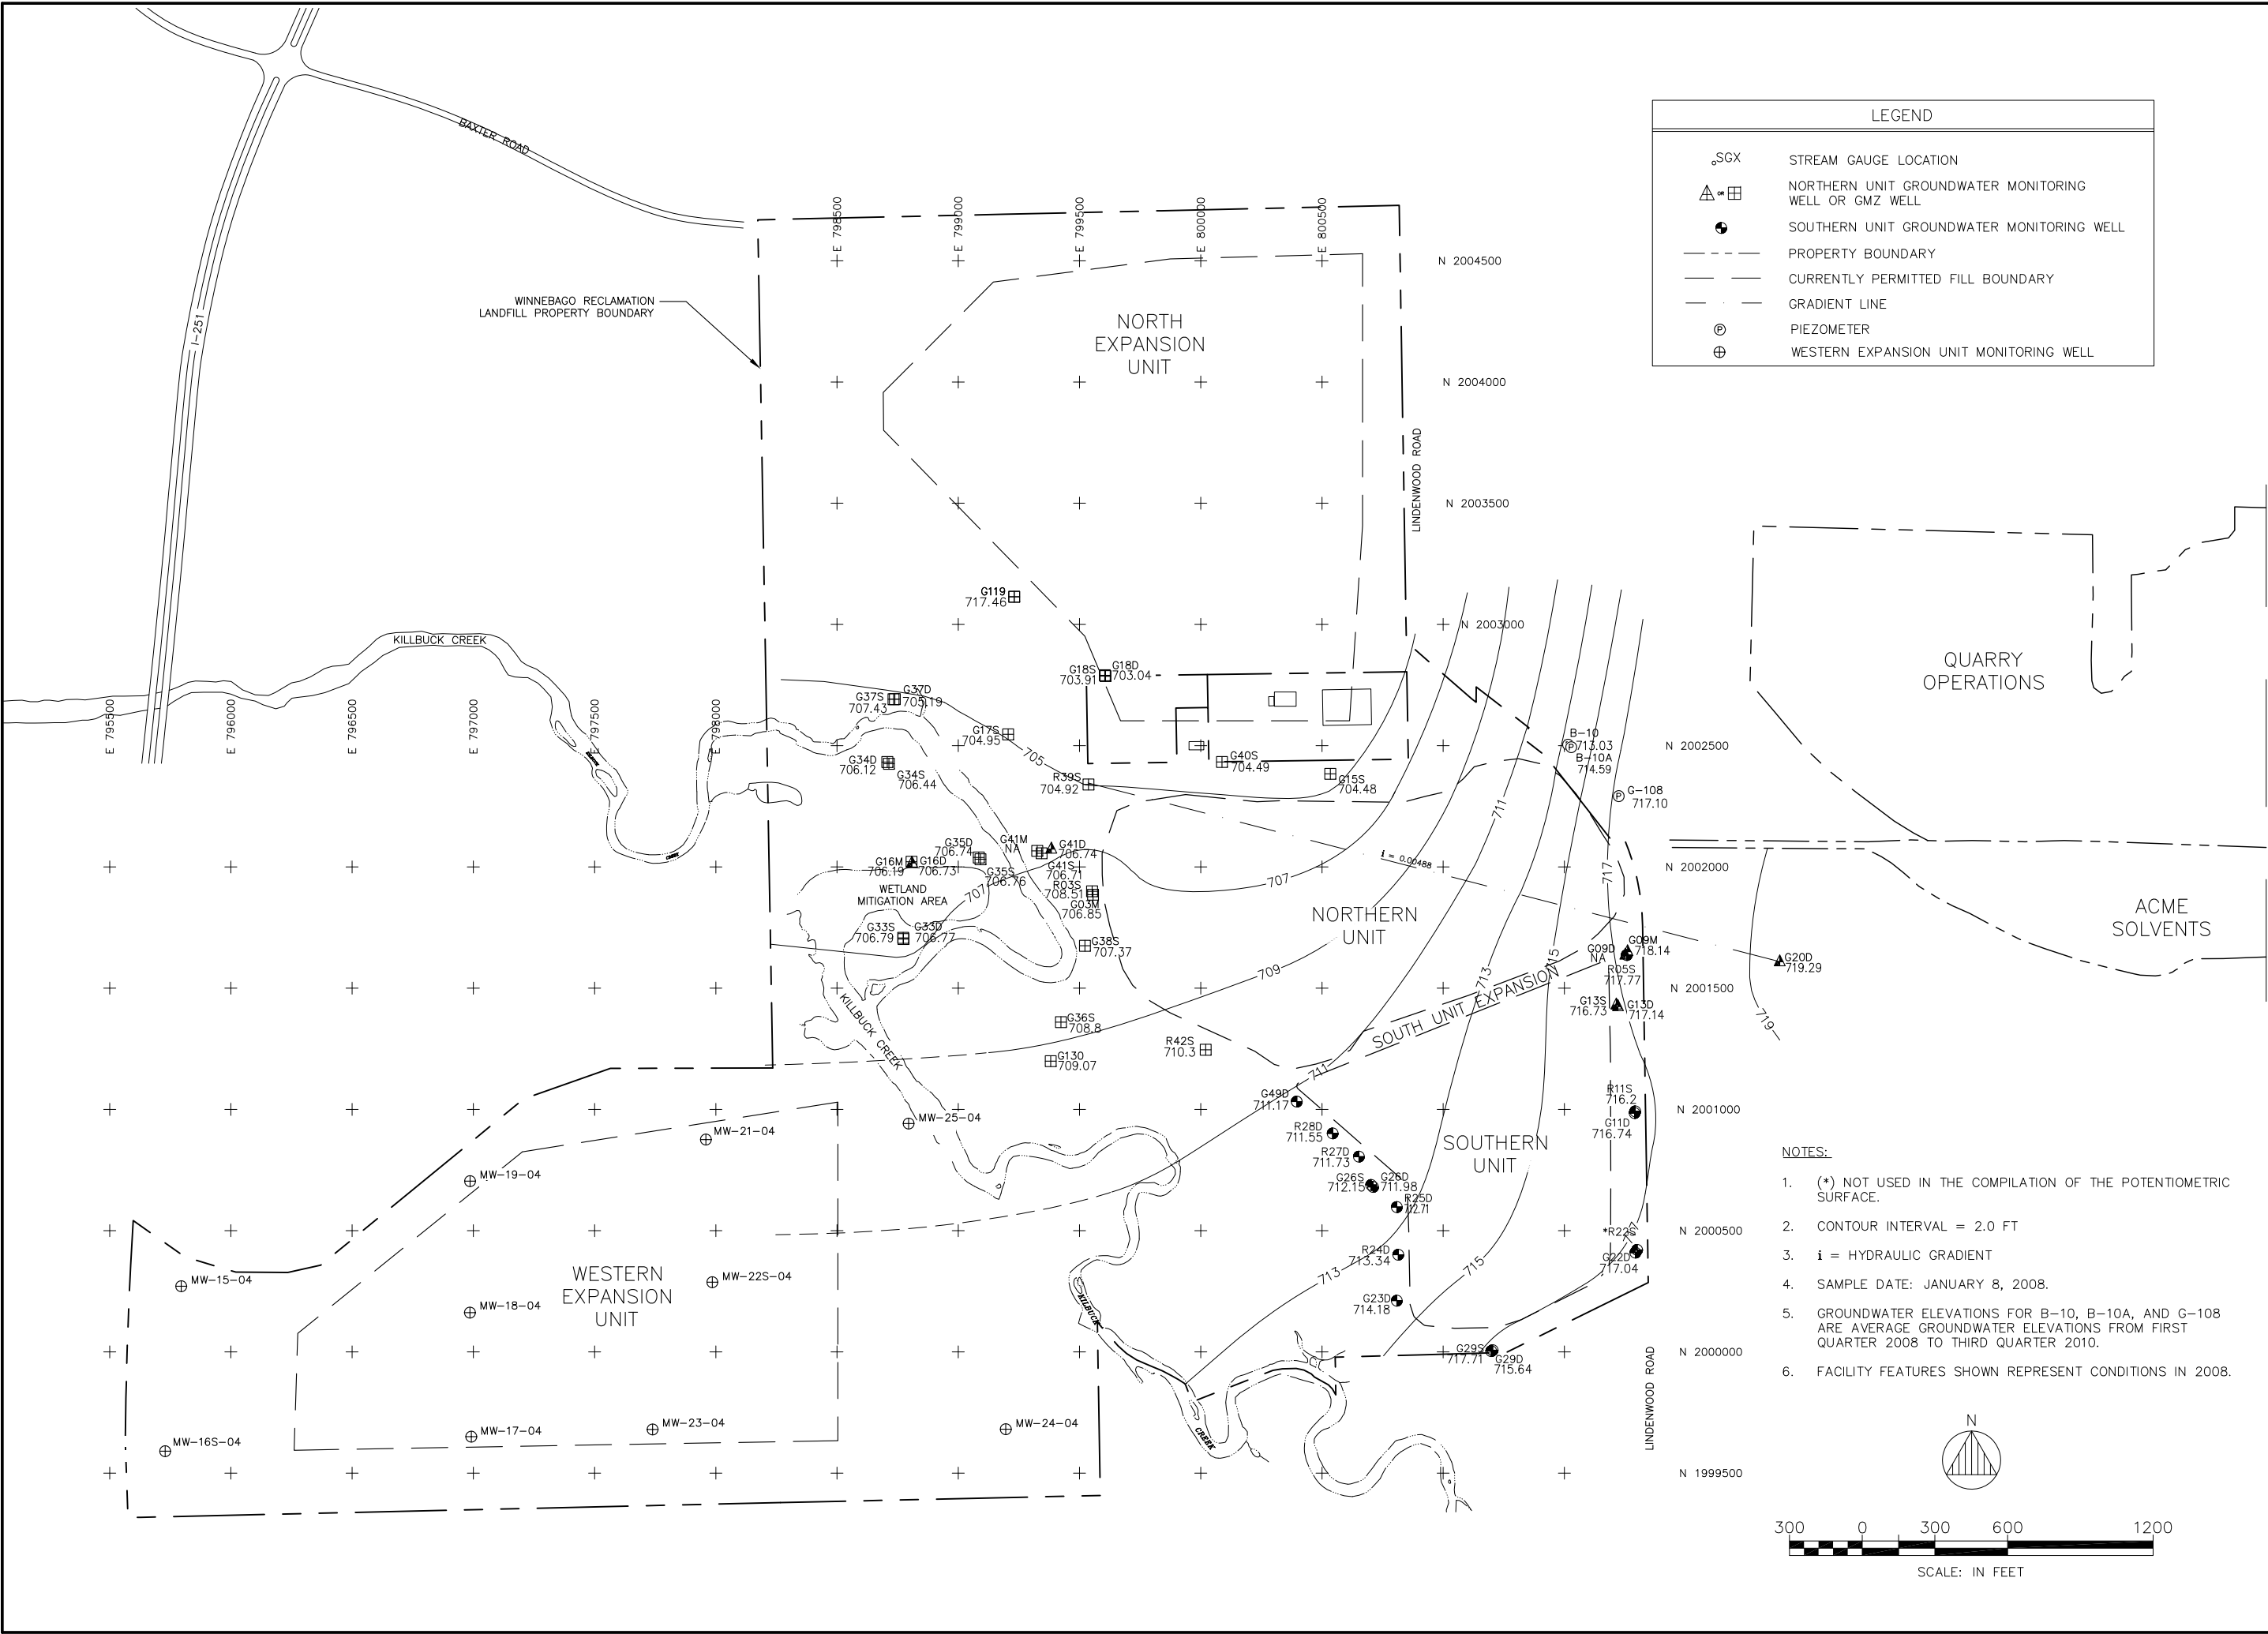 BAXTER ROAD
I-251
WINNEBAGO RECLAMATION
LANDFILL PROPERTY BOUNDARY
E 798500
E 799000
E 799500
E 800000
E 800500
NORTH
EXPANSION
UNIT
LINDENWOOD ROAD
N 2004500
N 2004000
N 2003500
N 2003000
N 2002500
N 2002000
N 2001500
N 2001000
N 2000500
N 2000000
N 1999500
LEGEND
SGX STREAM GAUGE LOCATION
OR NORTHERN UNIT GROUNDWATER MONITORING
WELL OR GMZ WELL
SOUTHERN UNIT GROUNDWATER MONITORING WELL
PROPERTY BOUNDARY
CURRENTLY PERMITTED FILL BOUNDARY
GRADIENT LINE
P PIEZOMETER
WESTERN EXPANSION UNIT MONITORING WELL
QUARRY
OPERATIONS
ACME
SOLVENTS
KILLBUCK CREEK
E 795500
E 796000
E 796500
E 797000
E 797500
E 798000
CREEK
G119
717.46
G18S
703.91
G18D
703.04
G37S
707.43
G37D
705.19
G17S
704.95
705
G34D
706.12
G34S
706.44
R39S
704.92
G40S
704.49
G15S
704.48
B-10
713.03
B-10A
714.59
P
G-108
717.10
G16M
706.19
G16D
706.73
G35D
706.74
G35S
706.76
G41M
NA
G41D
706.74
G41S
706.71
R03S
708.51
G03M
706.85
WETLAND
MITIGATION AREA
G33S
706.79
G33D
706.77
707
G38S
707.37
707
i = 0.00488
711
717
NORTHERN
UNIT
709
713
715
SOUTH UNIT EXPANSION
G09D
NA
G09M
718.14
R05S
717.77
G20D
719.29
G13S
716.73
G13D
717.14
719
KILLBUCK CREEK
G36S
708.8
G130
709.07
R42S
710.3
711
G49D
711.17
R28D
711.55
R27D
711.73
G26S
712.15
G26D
711.98
R25D
712.71
R24D
713.34
G23D
714.18
713
715
SOUTHERN
UNIT
R11S
716.2
G11D
716.74
*R22S
G22D
717.04
G29S
717.71
G29D
715.64
KILBUCK
CREEK
LINDENWOOD ROAD
MW-25-04
MW-21-04
MW-19-04
MW-15-04
MW-18-04
MW-22S-04
WESTERN
EXPANSION
UNIT
MW-16S-04
MW-17-04
MW-23-04
MW-24-04
NOTES:
1. (*) NOT USED IN THE COMPILATION OF THE POTENTIOMETRIC
SURFACE.
2. CONTOUR INTERVAL = 2.0 FT
3. i = HYDRAULIC GRADIENT
4. SAMPLE DATE: JANUARY 8, 2008.
5. GROUNDWATER ELEVATIONS FOR B-10, B-10A, AND G-108
ARE AVERAGE GROUNDWATER ELEVATIONS FROM FIRST
QUARTER 2008 TO THIRD QUARTER 2010.
6. FACILITY FEATURES SHOWN REPRESENT CONDITIONS IN 2008.
N
300 0 300 600 1200
SCALE: IN FEET